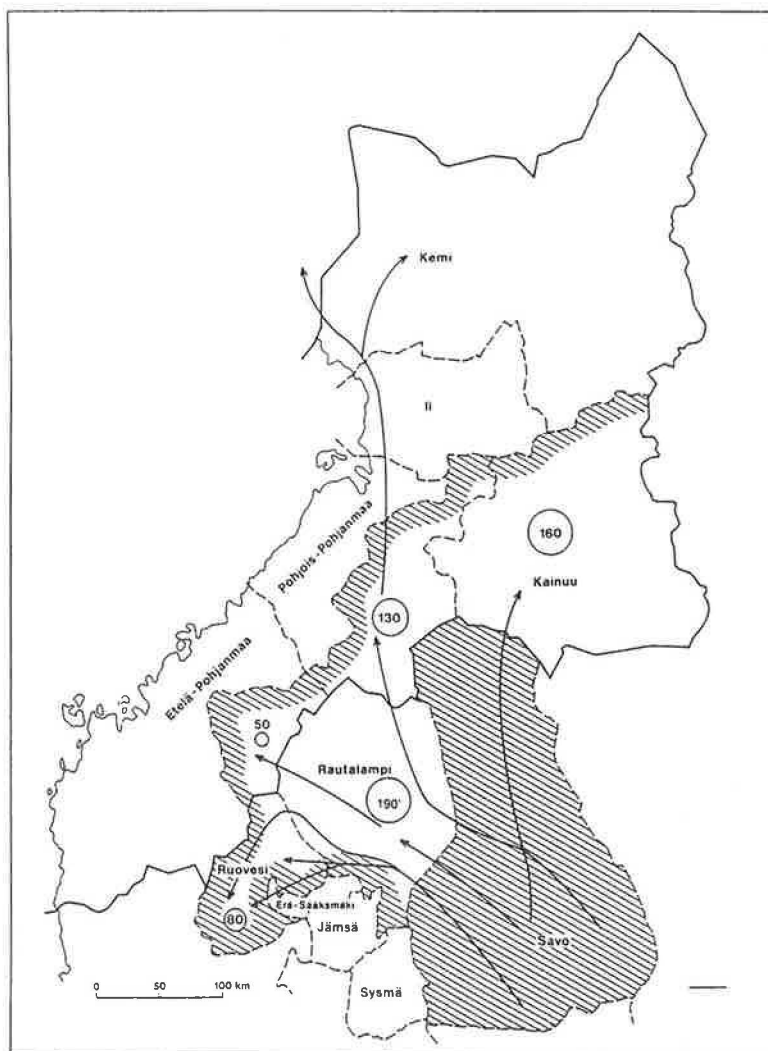 Kemi
Ii
160
Pohjois-Pohjanmaa
Kainuu
130
Etelä-Pohjanmaa
50
Rautalampi
190'
Ruovesi
Erä-Sääksmäki
80
Jämsä
Savo
0 50 100 km
Sysmä